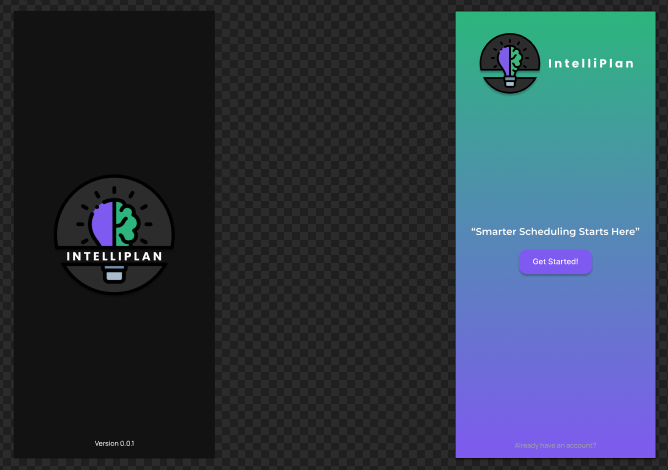 INTELLIPLAN
Version 0.0.1
IntelliPlan
“Smarter Scheduling Starts Here”
Get Started!
Already have an account?